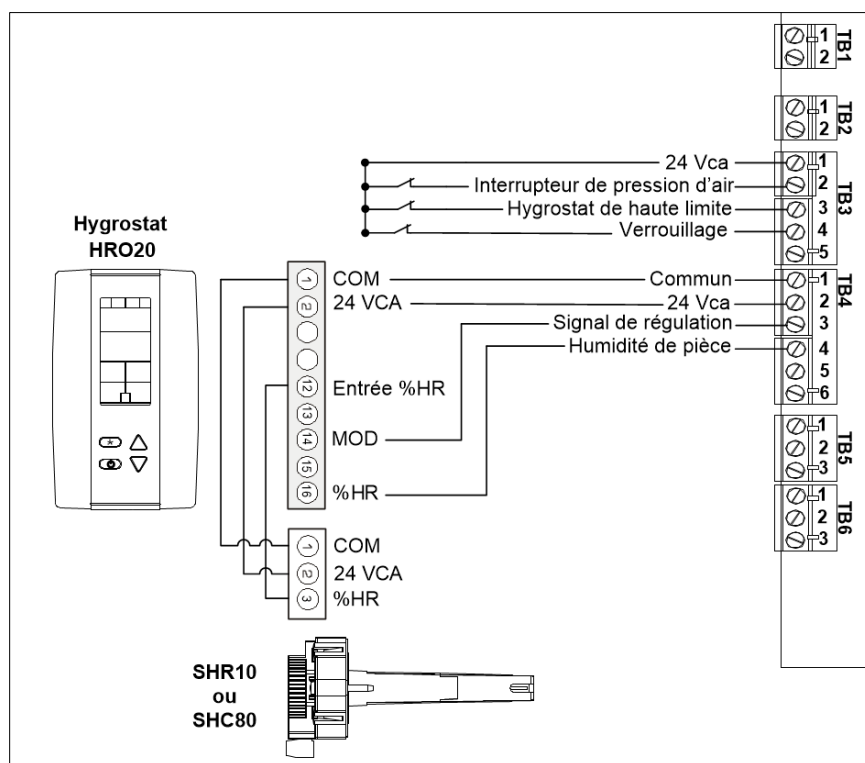 1
2
TB1
1
2
TB2
24 Vca
1
Interrupteur de pression d'air
2
Hygrostat de haute limite
3
Verrouillage
4
5
TB3
Hygrostat
HRO20
1
COM
Commun
1
2
24 VCA
24 Vca
2
Signal de régulation
3
Humidité de pièce
4
5
6
TB4
12
Entrée %HR
13
14
MOD
15
16
%HR
1
2
3
TB5
1
2
3
TB6
1
COM
2
24 VCA
3
%HR
SHR10
ou
SHC80